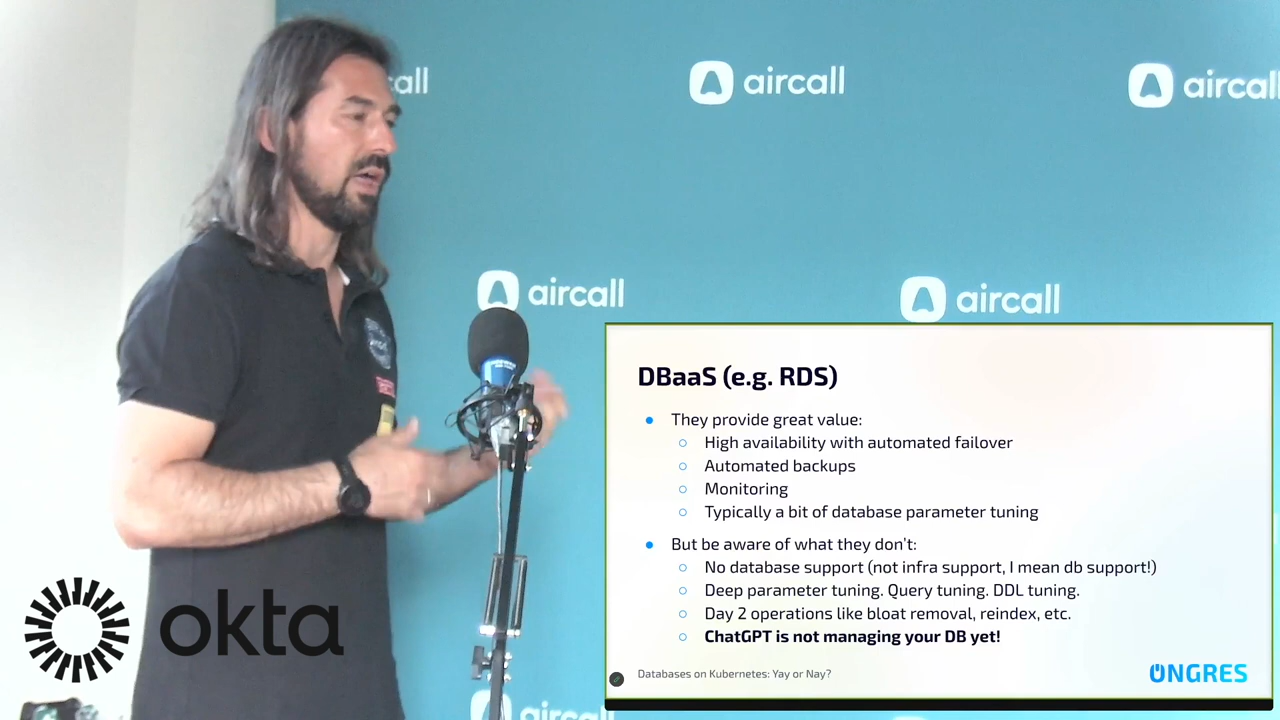 call
aircall
aircall
aircall
aircall
DBaaS (e.g. RDS)
● They provide great value:
○ High availability with automated failover
○ Automated backups
○ Monitoring
○ Typically a bit of database parameter tuning
● But be aware of what they don't:
○ No database support (not infra support, I mean db support!)
○ Deep parameter tuning. Query tuning. DDL tuning.
○ Day 2 operations like bloat removal, reindex, etc.
○ ChatGPT is not managing your DB yet!
Databases on Kubernetes: Yay or Nay?
ONGRES
okta
aircall